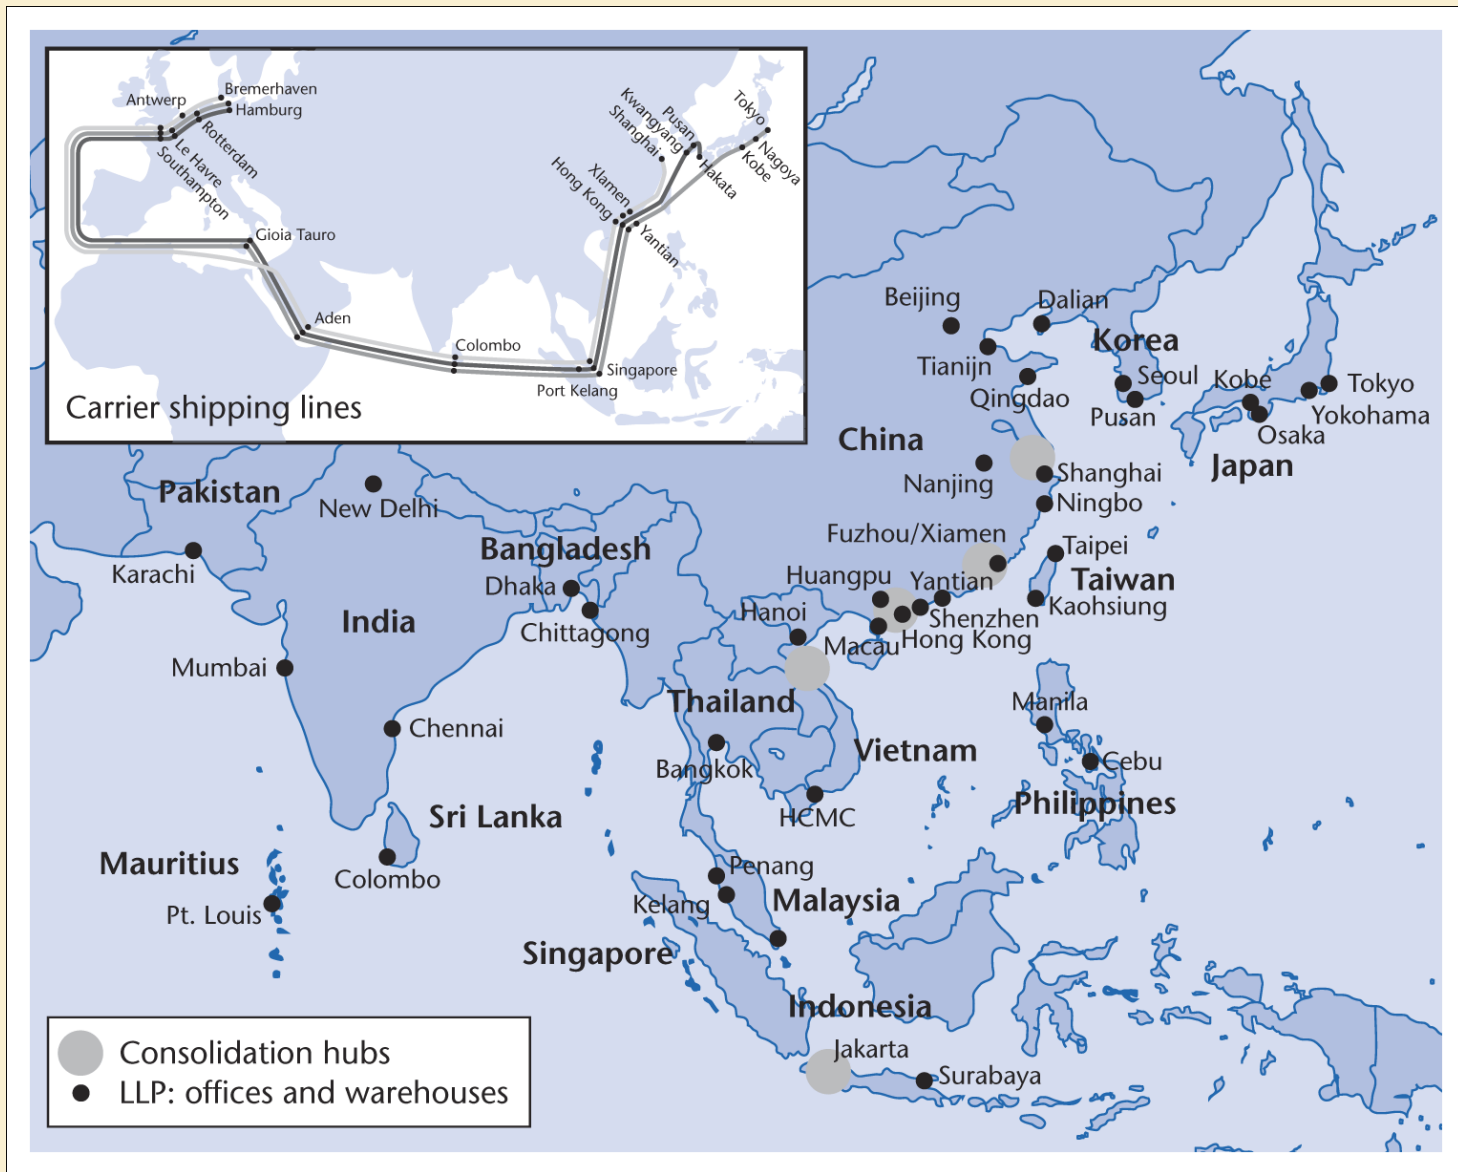 Antwerp
Bremerhaven
Hamburg
Rotterdam
Le Havre
Southampton
Gioia Tauro
Aden
Colombo
Port Kelang
Singapore
Hong Kong
Xiamen
Yantian
Shanghai
Kwangyang
Pusan
Hakata
Tokyo
Nagoya
Kobe
Carrier shipping lines
Beijing
Dalian
Tianijn
Korea
Qingdao
Seoul
Pusan
Kobe
Tokyo
Yokohama
Osaka
Japan
China
Nanjing
Shanghai
Ningbo
Pakistan
New Delhi
Karachi
Bangladesh
Dhaka
Chittagong
India
Mumbai
Chennai
Fuzhou/Xiamen
Taipei
Taiwan
Kaohsiung
Huangpu
Yantian
Shenzhen
Hong Kong
Macau
Hanoi
Thailand
Bangkok
Vietnam
HCMC
Manila
Cebu
Philippines
Sri Lanka
Colombo
Mauritius
Pt. Louis
Penang
Kelang
Malaysia
Singapore
Indonesia
Jakarta
Surabaya
Consolidation hubs
LLP: offices and warehouses